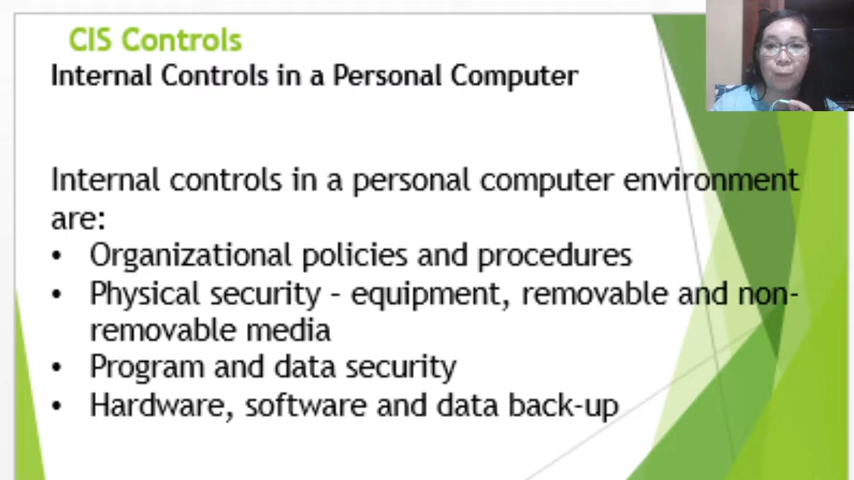 CIS Controls
Internal Controls in a Personal Computer
Internal controls in a personal computer environment
are:
• Organizational policies and procedures
• Physical security – equipment, removable and non-
removable media
• Program and data security
• Hardware, software and data back-up